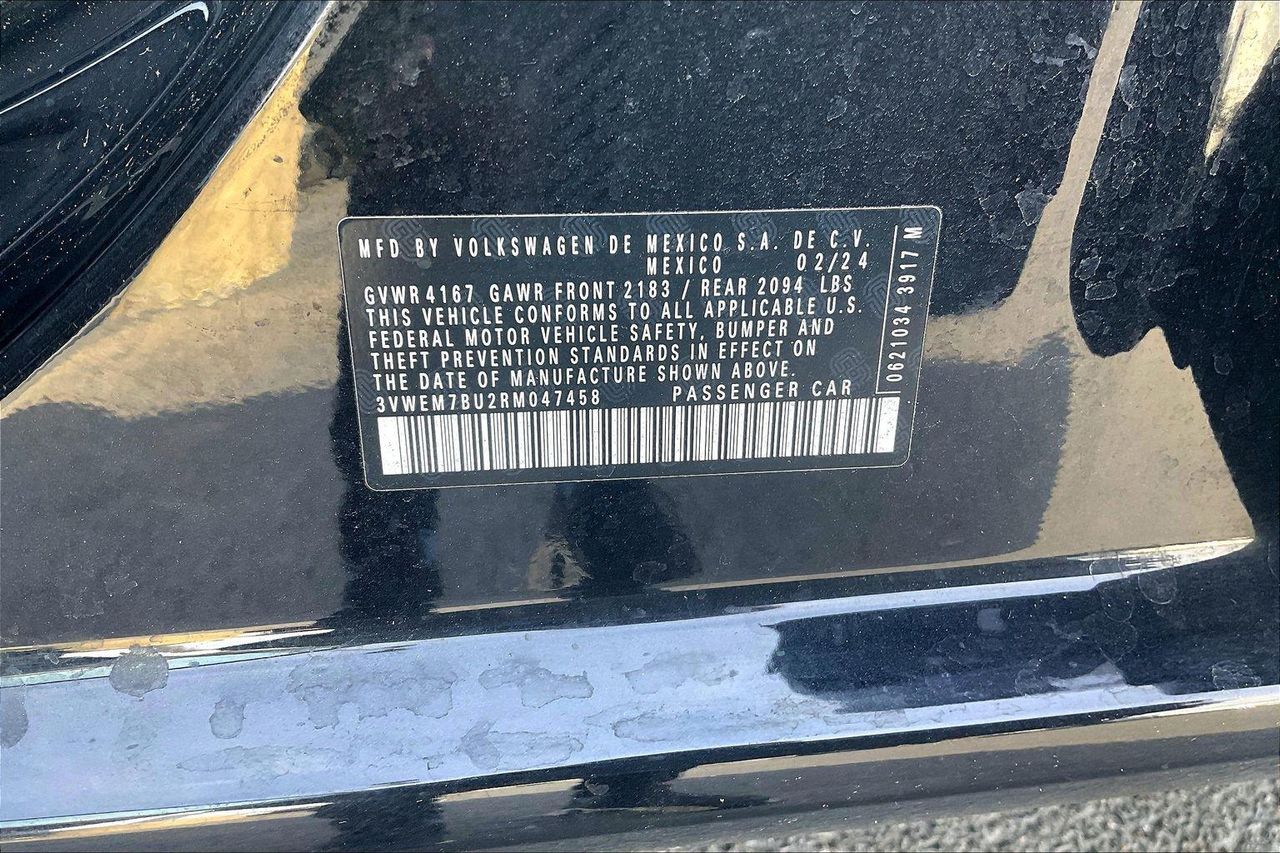 MFD BY VOLKSWAGEN DE MEXICO S.A. DE C.V.
MEXICO 02/24
GVWR 4167 GAWR FRONT 2183 / REAR 2094 LBS
THIS VEHICLE CONFORMS TO ALL APPLICABLE U.S.
FEDERAL MOTOR VEHICLE SAFETY, BUMPER AND
THEFT PREVENTION STANDARDS IN EFFECT ON
THE DATE OF MANUFACTURE SHOWN ABOVE.
3VWEM7BU2RM047458 PASSENGER CAR
0621034 3917 M